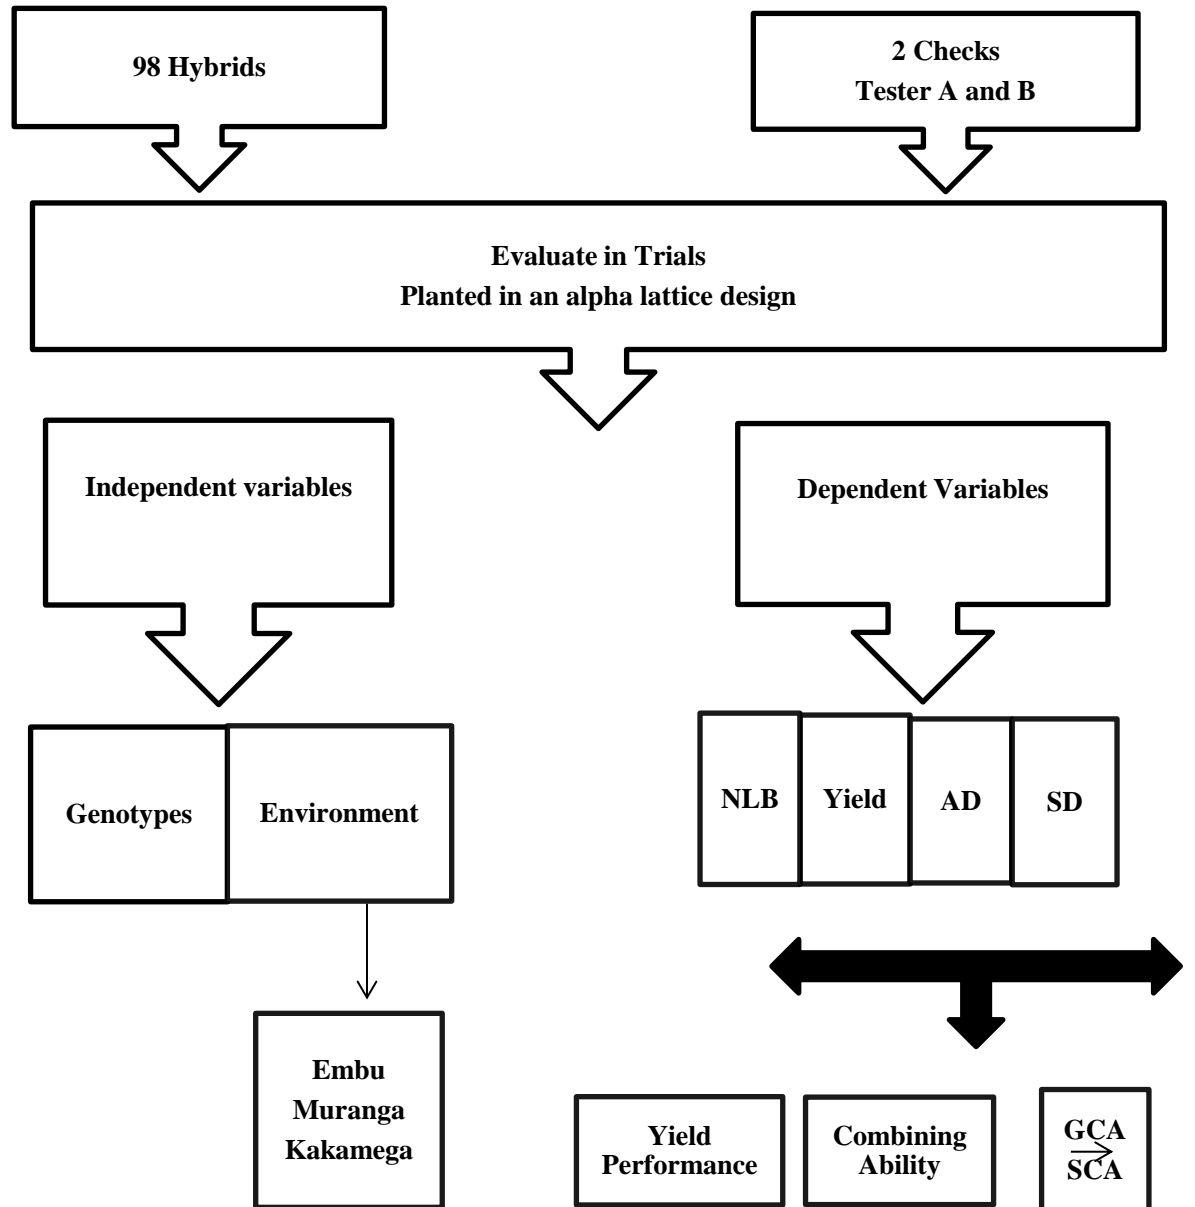 98 Hybrids
2 Checks
Tester A and B
Evaluate in Trials
Planted in an alpha lattice design
Independent variables
Dependent Variables
Genotypes
Environment
NLB
Yield
AD
SD
Embu
Muranga
Kakamega
Yield
Performance
Combining
Ability
GCA
SCA